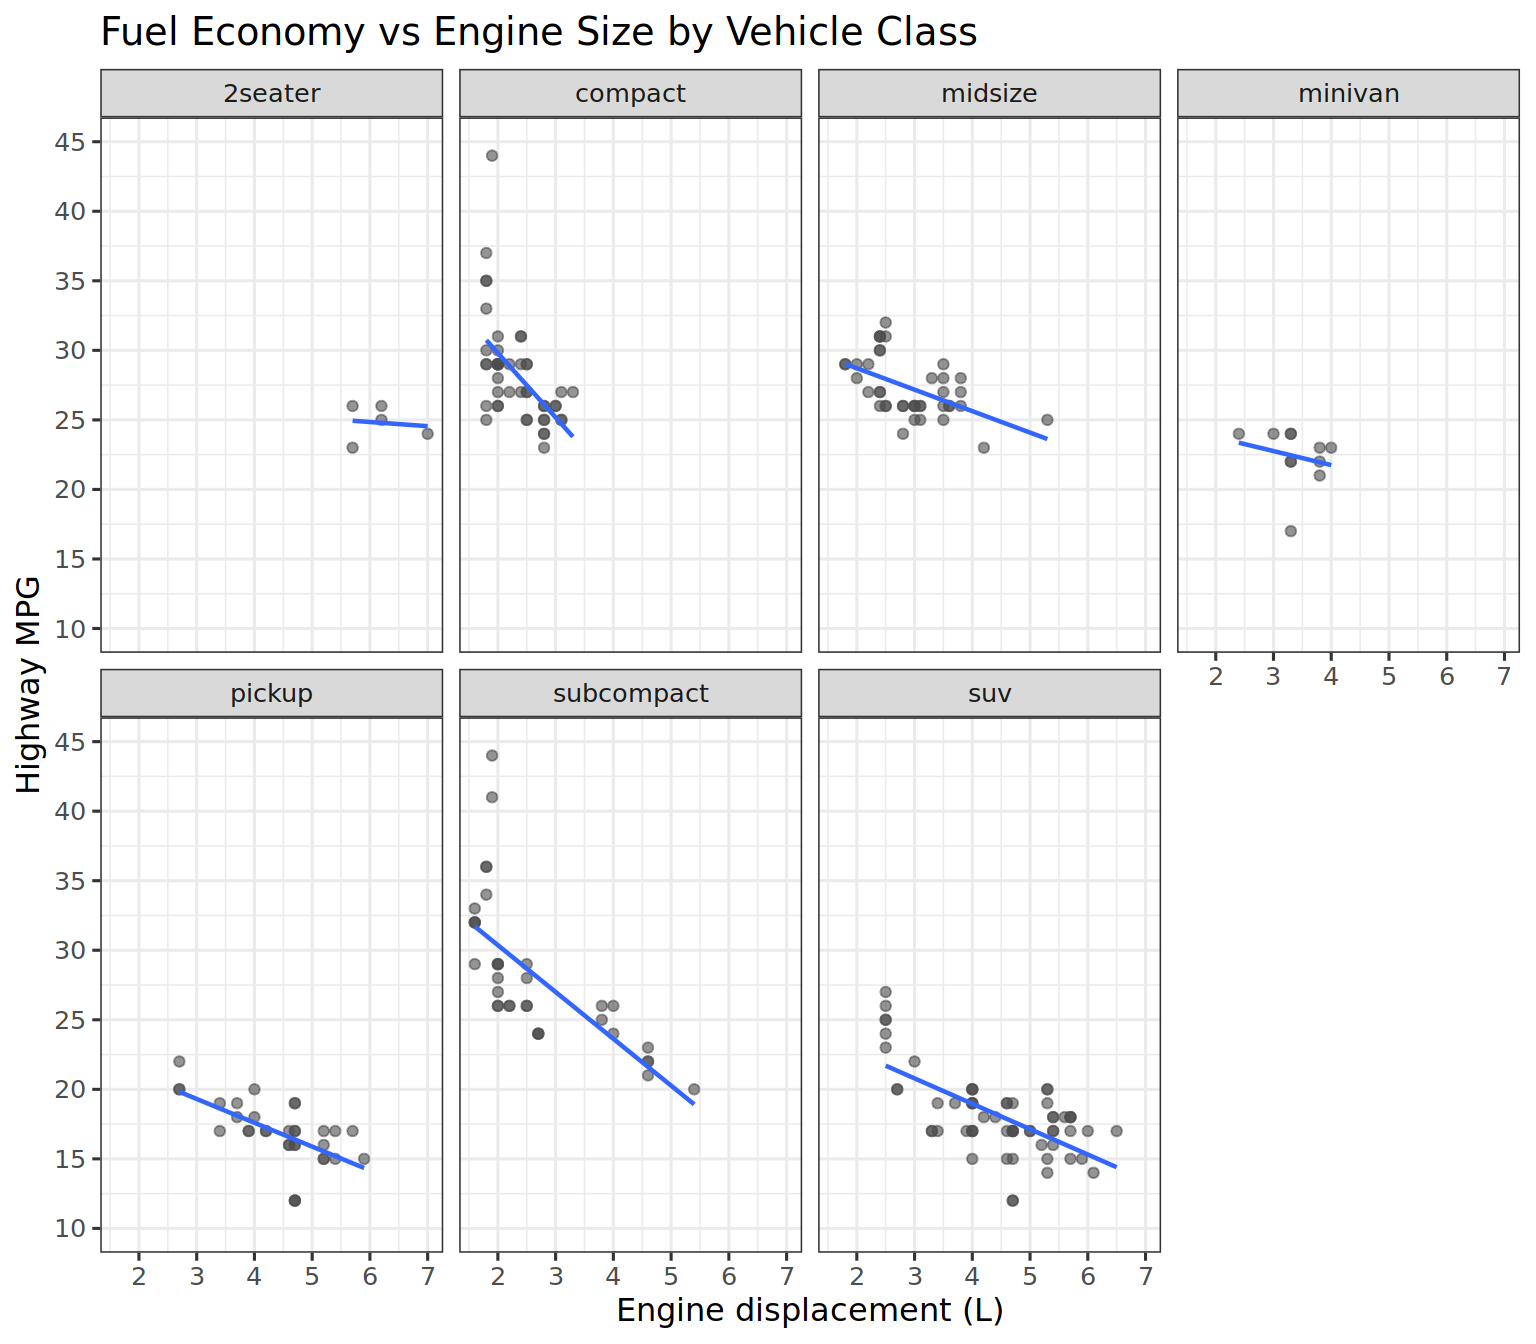 Fuel Economy vs Engine Size by Vehicle Class
2seater compact midsize minivan
45
40
35
30
25
20
15
10
2 3 4 5 6 7
Highway MPG
pickup subcompact suv
45
40
35
30
25
20
15
10
2 3 4 5 6 7 2 3 4 5 6 7 2 3 4 5 6 7
Engine displacement (L)